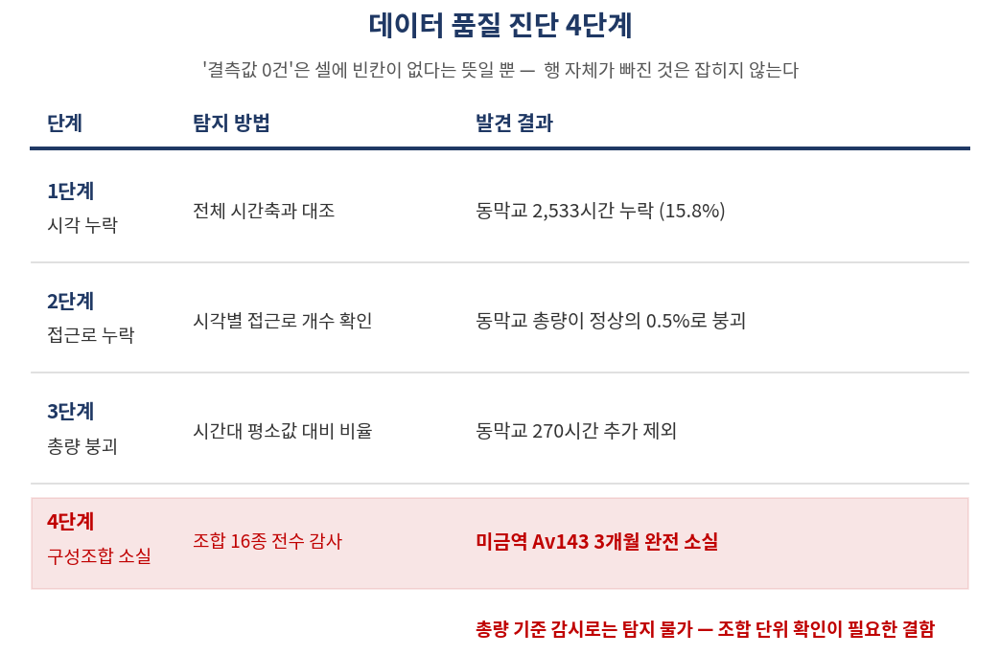 데이터 품질 진단 4단계
'결측값 0건'은 셀에 빈칸이 없다는 뜻일 뿐 — 행 자체가 빠진 것은 잡히지 않는다
단계 탐지 방법 발견 결과
1단계
시각 누락
전체 시간축과 대조
동막교 2,533시간 누락 (15.8%)
2단계
접근로 누락
시각별 접근로 개수 확인
동막교 총량이 정상의 0.5%로 붕괴
3단계
총량 붕괴
시간대 평소값 대비 비율
동막교 270시간 추가 제외
4단계
구성조합 소실
조합 16종 전수 감사
미금역 Av143 3개월 완전 소실
총량 기준 감시로는 탐지 불가 — 조합 단위 확인이 필요한 결함